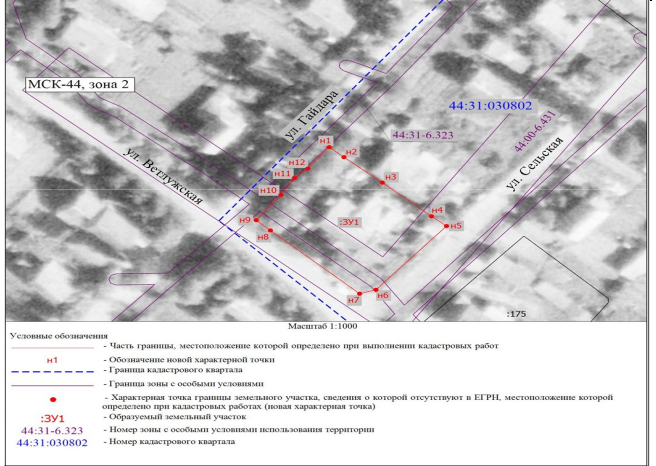 МСК-44, зона 2
ул. Гайдара
44:31:030802
44:31-6.323
44:00-6.431
ул. Сельская
ул. Ветлужская
н1
н2
н12
н11
н3
н10
н9
н4
:ЗУ1
н5
н8
н7
н6
:175
Масштаб 1:1000
Условные обозначения
- Часть границы, местоположение которой определено при выполнении кадастровых работ
н1 - Обозначение новой характерной точки
- Граница кадастрового квартала
- Граница зоны с особыми условиями
- Характерная точка границы земельного участка, сведения о которой отсутствуют в ЕГРН, местоположение которой
определено при кадастровых работах (новая характерная точка)
:ЗУ1 - Образуемый земельный участок
44:31-6.323 - Номер зоны с особыми условиями использования территории
44:31:030802 - Номер кадастрового квартала